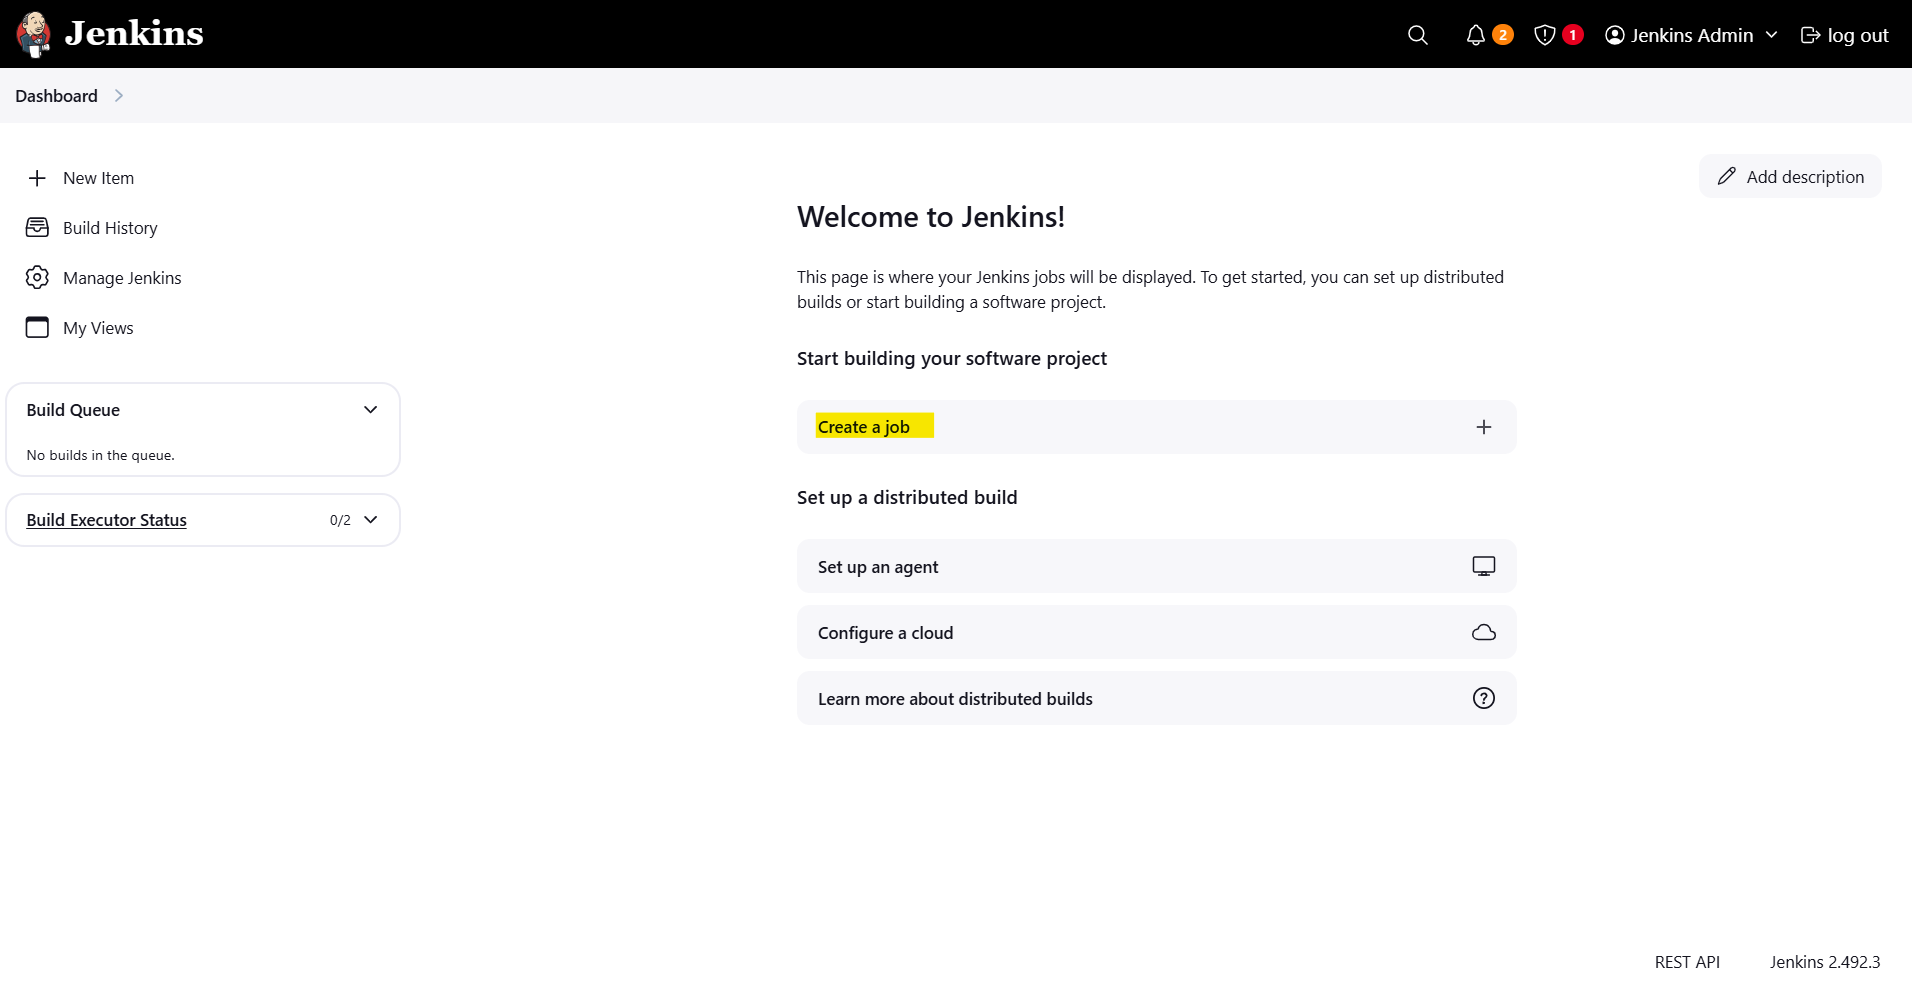 Jenkins
2
1
Jenkins Admin
log out
Dashboard
New Item
Build History
Manage Jenkins
My Views
Build Queue
No builds in the queue.
Build Executor Status
0/2
Add description
Welcome to Jenkins!
This page is where your Jenkins jobs will be displayed. To get started, you can set up distributed
builds or start building a software project.
Start building your software project
Create a job
Set up a distributed build
Set up an agent
Configure a cloud
Learn more about distributed builds
REST API
Jenkins 2.492.3